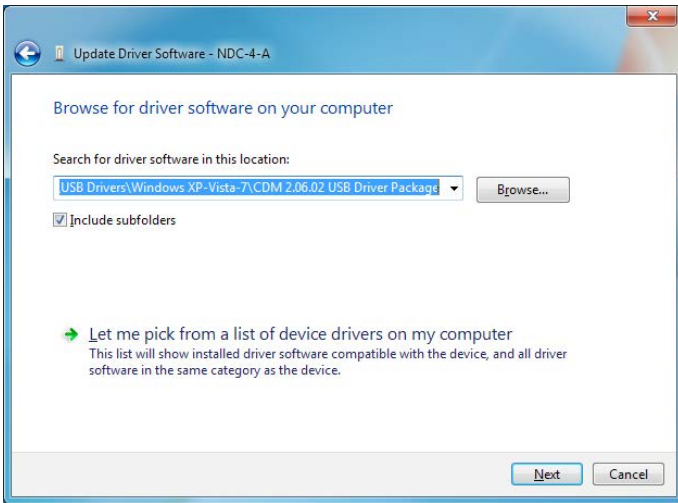 Update Driver Software - NDC-4-A
Browse for driver software on your computer
Search for driver software in this location:
USB Drivers\Windows XP-Vista-7\CDM 2.06.02 USB Driver Package
Browse...
Include subfolders
Let me pick from a list of device drivers on my computer
This list will show installed driver software compatible with the device, and all driver
software in the same category as the device.
Next
Cancel